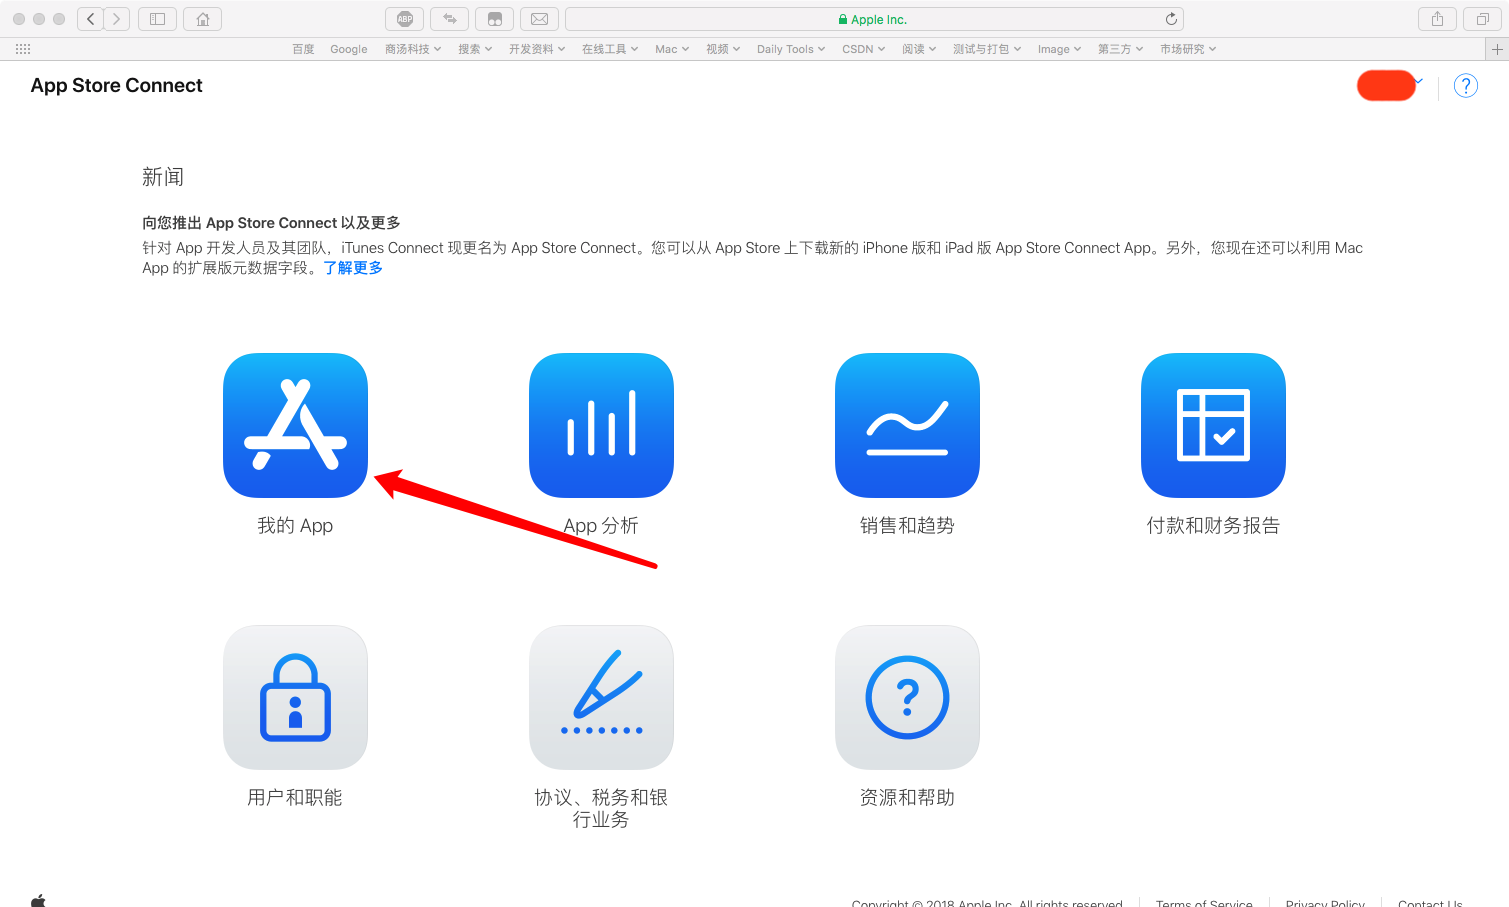 ABP
Apple Inc.
百度 Google 商汤科技 搜索 开发资料 在线工具 Mac 视频 Daily Tools CSDN 阅读 测试与打包 Image 第三方 市场研究
App Store Connect
?
新闻
向您推出 App Store Connect 以及更多
针对 App 开发人员及其团队，iTunes Connect 现更名为 App Store Connect。您可以从 App Store 上下载新的 iPhone 版和 iPad 版 App Store Connect App。另外，您现在还可以利用 Mac
App 的扩展版元数据字段。了解更多
我的 App
App 分析
销售和趋势
付款和财务报告
?
用户和职能
协议、税务和银
行业务
资源和帮助
Copyright © 2018 Apple Inc. All rights reserved. Terms of Service Privacy Policy Contact Us